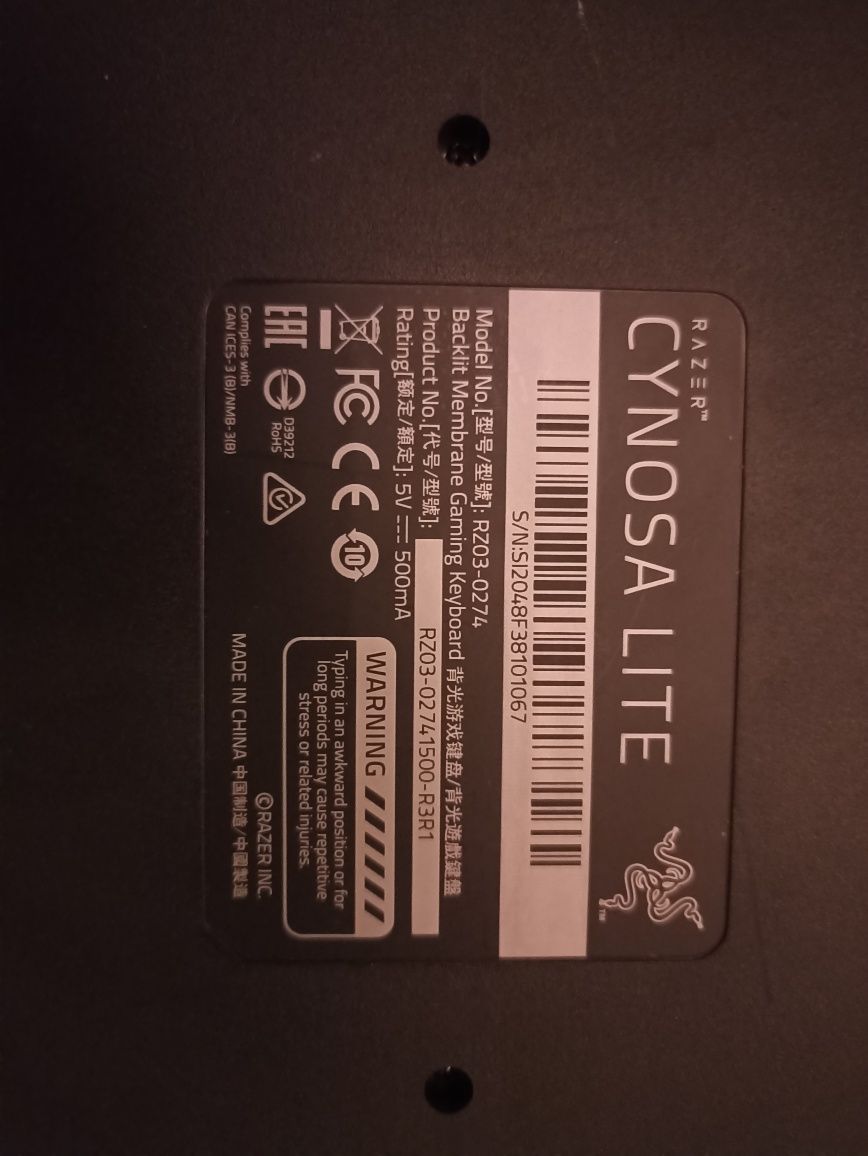 RAZER™
CYNOSA LITE
™
S/N:SI2048F38101067
Model No.[型号/型號]: RZ03-0274
Backlit Membrane Gaming Keyboard 背光游戏键盘/背光遊戲鍵盤
Product No.[代号/型號]: RZ03-02741500-R3R1
Rating[额定/額定]: 5V 500mA
FC CE 10
WARNING
Typing in an awkward position or for
long periods may cause repetitive
stress or related injuries.
EAC D39212
RoHS
Complies with
CAN ICES-3 (B)/NMB-3(B)
©RAZER INC.
MADE IN CHINA 中国制造/中國製造